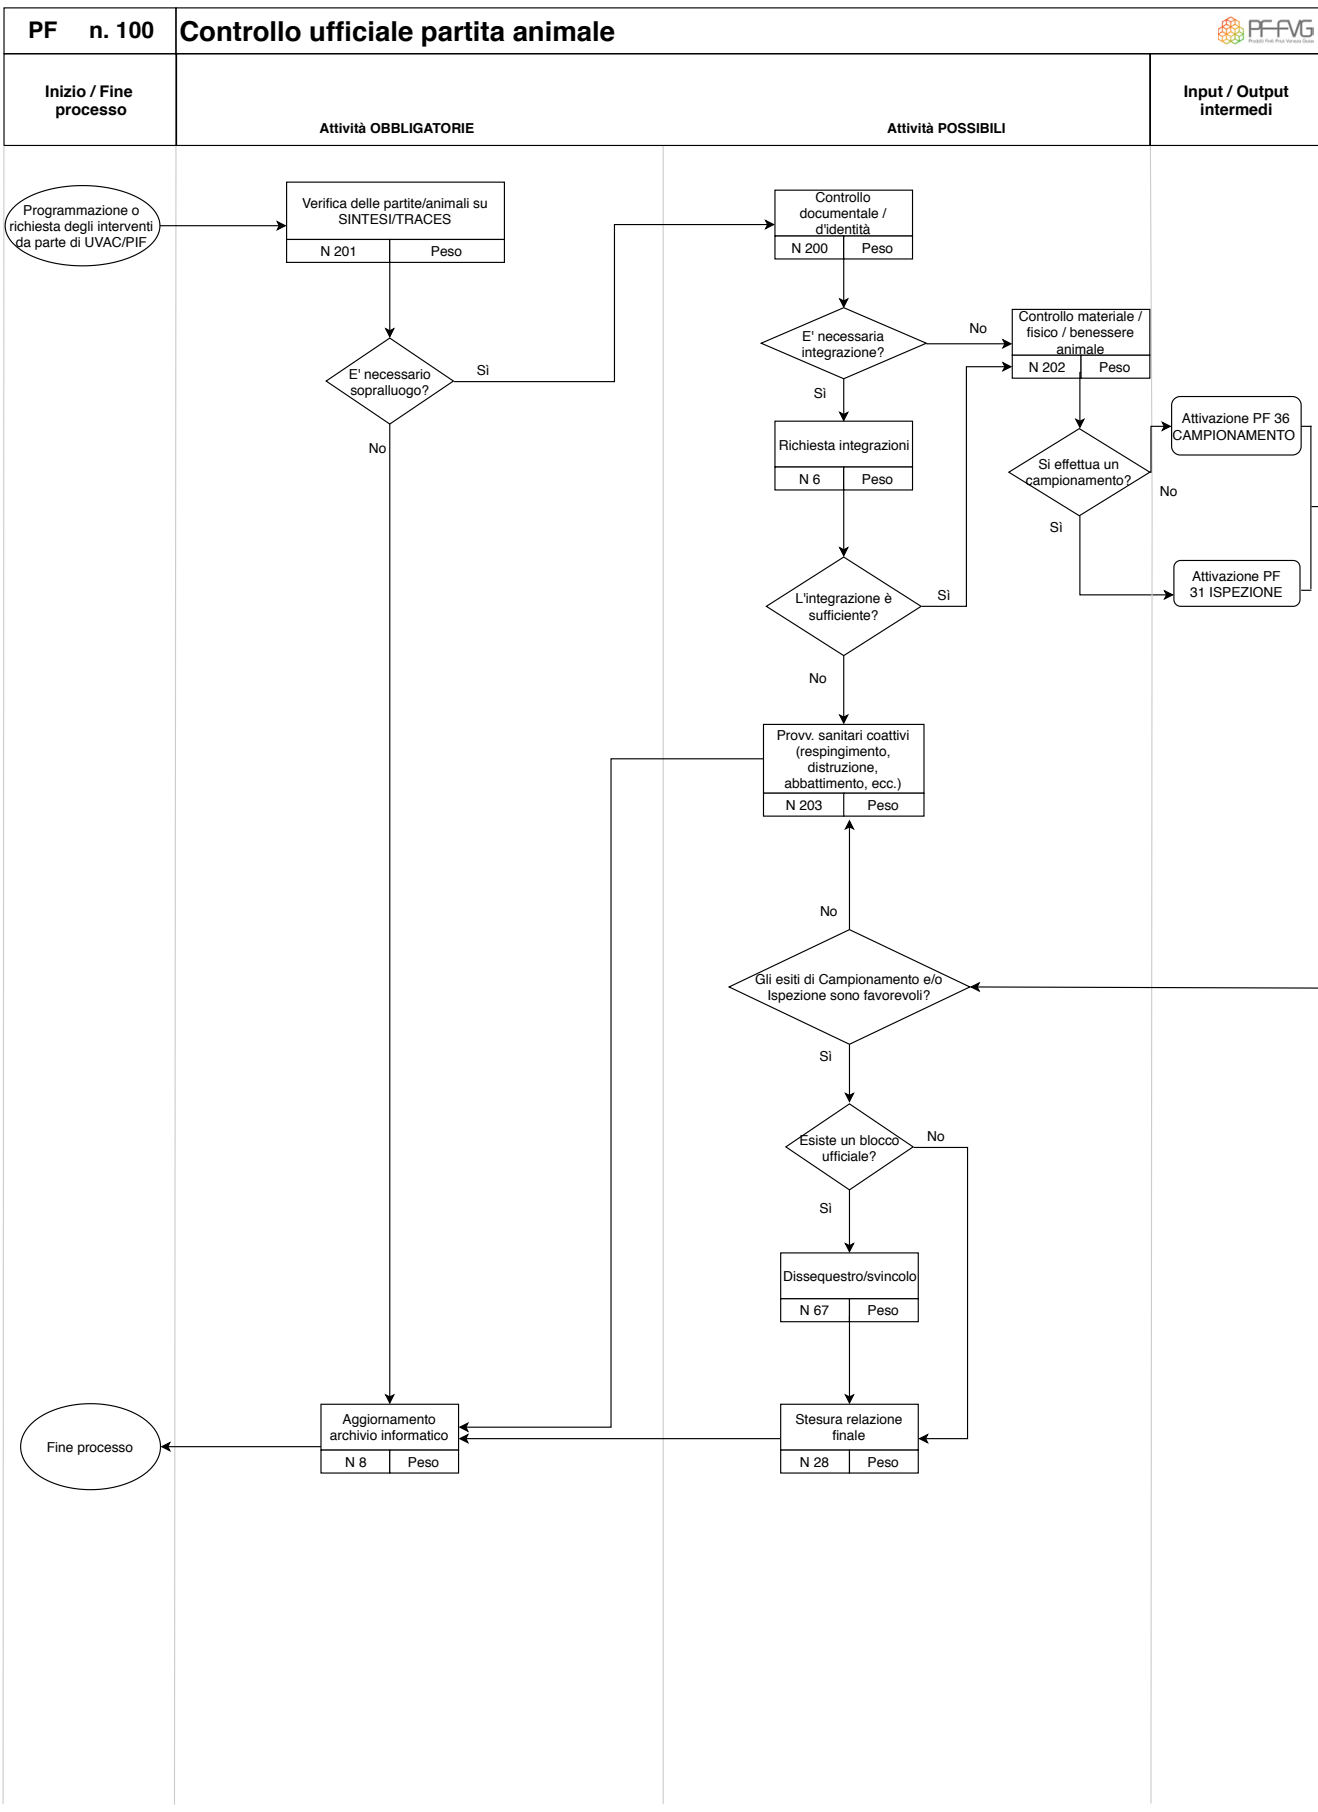 PF n. 100
Controllo ufficiale partita animale
PF-FVG
Inizio / Fine
processo
Attività OBBLIGATORIE
Attività POSSIBILI
Input / Output
intermedi
Programmazione o
richiesta degli interventi
da parte di UVAC/PIF
Verifica delle partite/animali su
SINTESI/TRACES
N 201 Peso
Controllo
documentale /
d'identità
N 200 Peso
E' necessario
sopralluogo?
Sì
No
E' necessaria
integrazione?
No
Sì
Controllo materiale /
fisico / benessere
animale
N 202 Peso
Richiesta integrazioni
N 6 Peso
Si effettua un
campionamento?
No
Sì
Attivazione PF 36
CAMPIONAMENTO
Attivazione PF
31 ISPEZIONE
L'integrazione è
sufficiente?
Sì
No
Provv. sanitari coattivi
(respingimento,
distruzione,
abbattimento, ecc.)
N 203 Peso
No
Gli esiti di Campionamento e/o
Ispezione sono favorevoli?
Sì
Esiste un blocco
ufficiale?
No
Sì
Dissequestro/svincolo
N 67 Peso
Stesura relazione
finale
N 28 Peso
Aggiornamento
archivio informatico
N 8 Peso
Fine processo